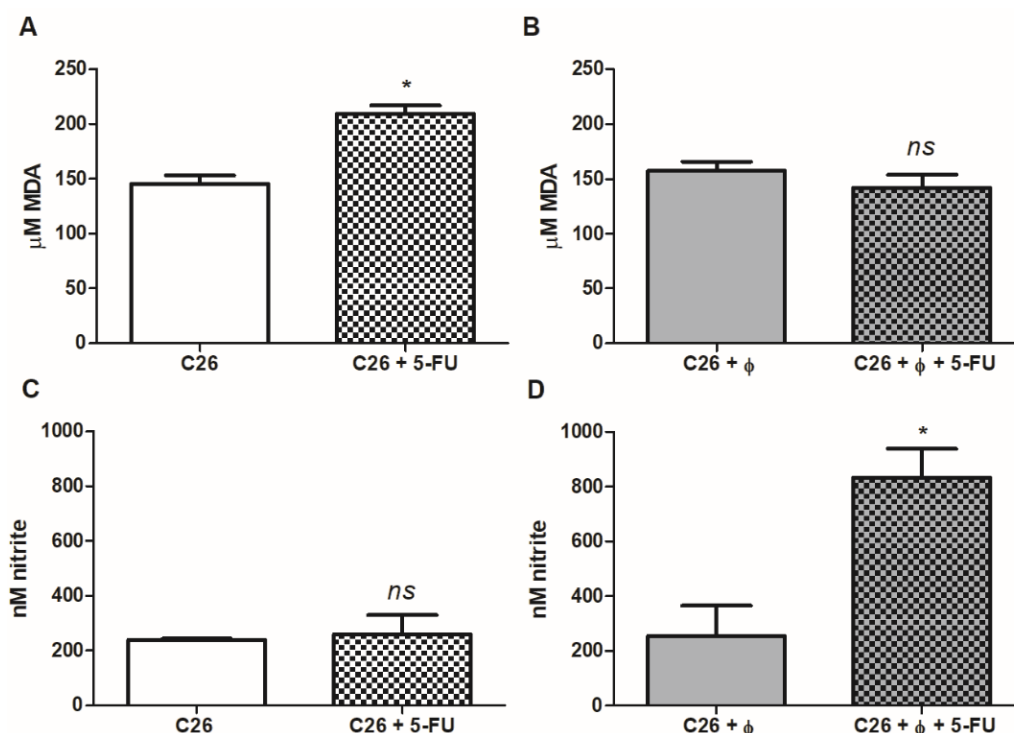 A
250
200
150
100
50
0
μM MDA
*
C26
C26 + 5-FU
B
250
200
150
100
50
0
μM MDA
ns
C26 + ϕ
C26 + ϕ + 5-FU
C
1000
800
600
400
200
0
nM nitrite
ns
C26
C26 + 5-FU
D
1000
800
600
400
200
0
nM nitrite
*
C26 + ϕ
C26 + ϕ + 5-FU